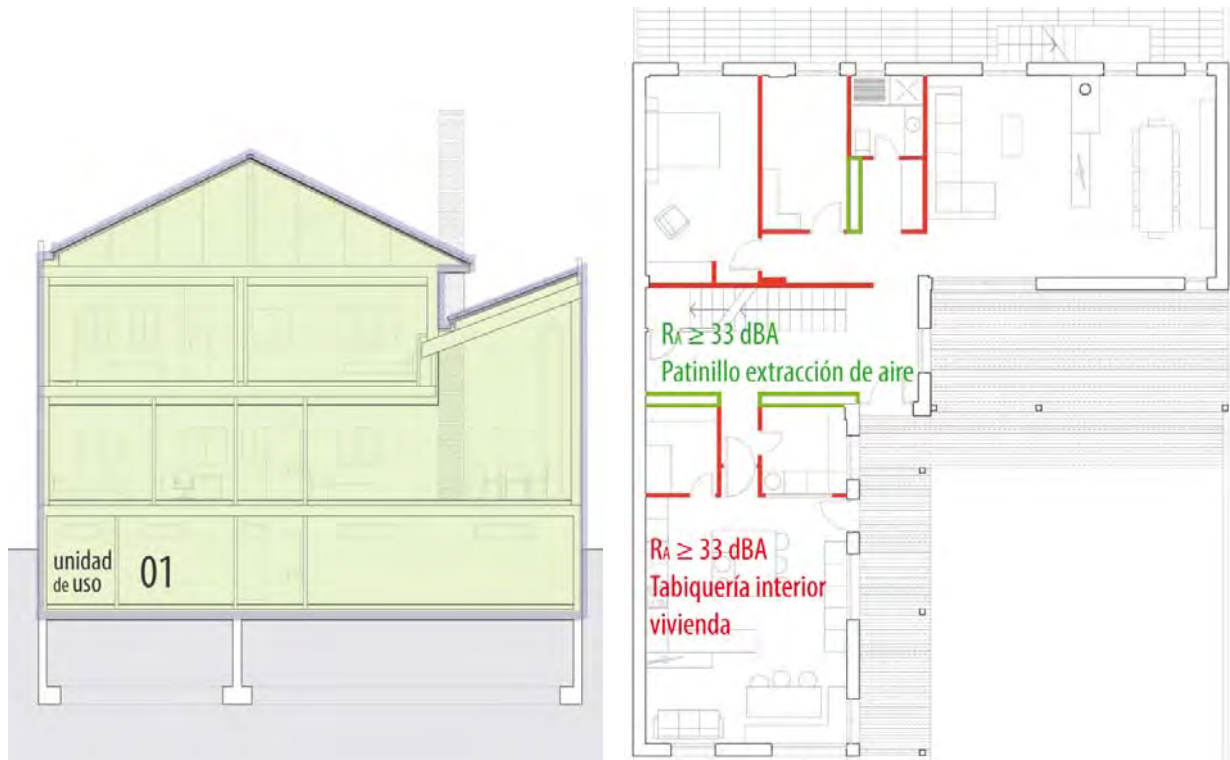 unidad
de uso
01
RA ≥ 33 dBA
Patinillo extracción de aire
RA ≥ 33 dBA
Tabiquería interior
vivienda